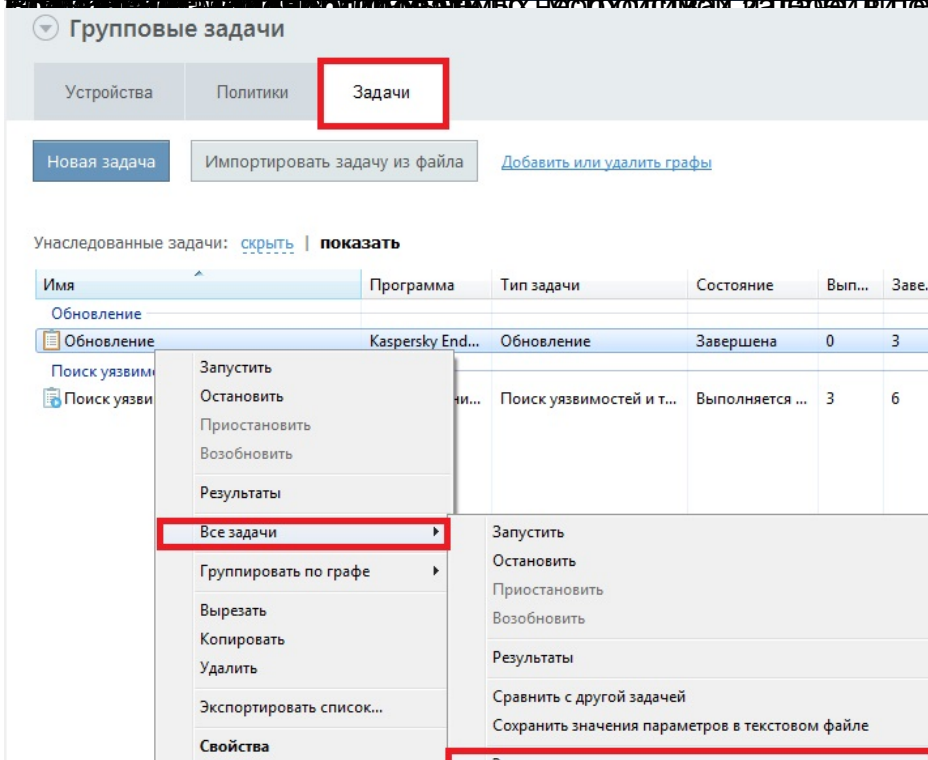 Групповые задачи
Устройства Политики Задачи
Новая задача Импортировать задачу из файла Добавить или удалить графы
Унаследованные задачи: скрыть | показать
Имя Программа Тип задачи Состояние Вып... Заве.
Обновление
Обновление Kaspersky End... Обновление Завершена 0 3
Поиск уязвимо
Поиск уязви ни... Поиск уязвимостей и т... Выполняется ... 3 6
Запустить
Остановить
Приостановить
Возобновить
Результаты
Все задачи
Группировать по графе
Вырезать
Копировать
Удалить
Экспортировать список...
Свойства
Запустить
Остановить
Приостановить
Возобновить
Результаты
Сравнить с другой задачей
Сохранить значения параметров в текстовом файле